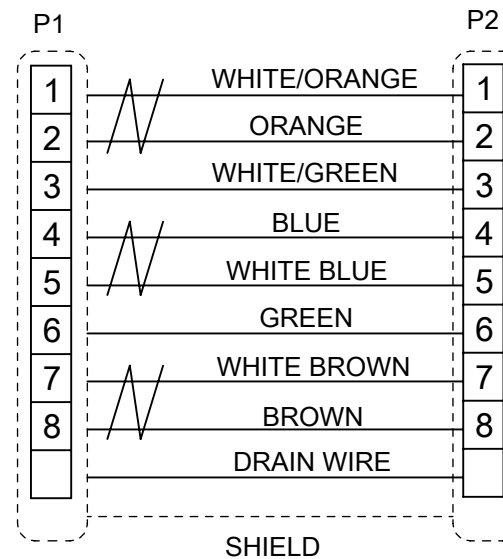 P1 P2
1 WHITE/ORANGE 1
2 ORANGE 2
3 WHITE/GREEN 3
4 BLUE 4
5 WHITE BLUE 5
6 GREEN 6
7 WHITE BROWN 7
8 BROWN 8
DRAIN WIRE
SHIELD